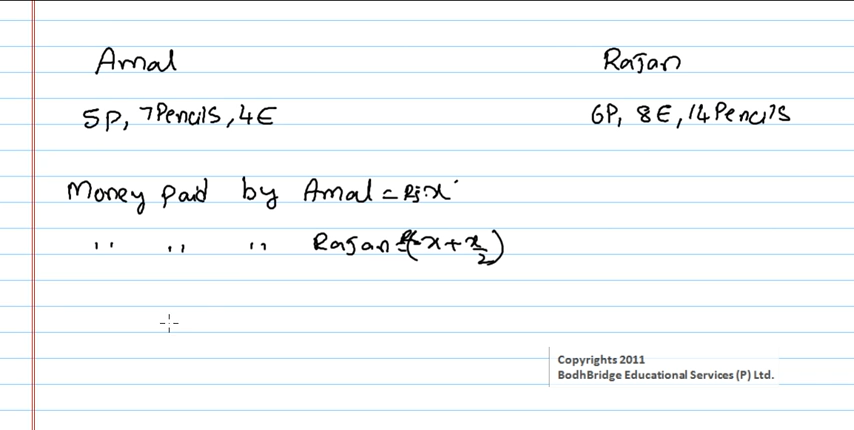 Amal Rajan
5P, 7Pencils, 4E 6P, 8E, 14Pencils
Money paid by Amal = Rs x
" " " Rajan = (x + x/2)
Copyrights 2011
BodhBridge Educational Services (P) Ltd.